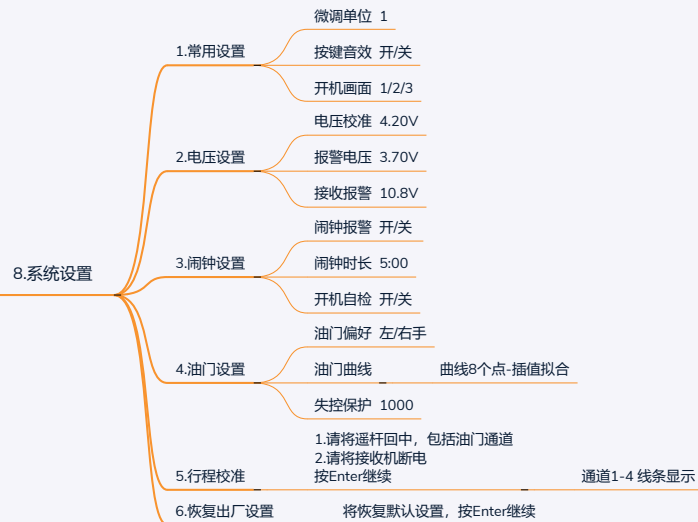 8.系统设置
1.常用设置
微调单位 1
按键音效 开/关
开机画面 1/2/3
2.电压设置
电压校准 4.20V
报警电压 3.70V
接收报警 10.8V
3.闹钟设置
闹钟报警 开/关
闹钟时长 5:00
开机自检 开/关
4.油门设置
油门偏好 左/右手
油门曲线
曲线8个点-插值拟合
失控保护 1000
5.行程校准
1.请将遥杆回中，包括油门通道
2.请将接收机断电
按Enter继续
通道1-4 线条显示
6.恢复出厂设置
将恢复默认设置，按Enter继续